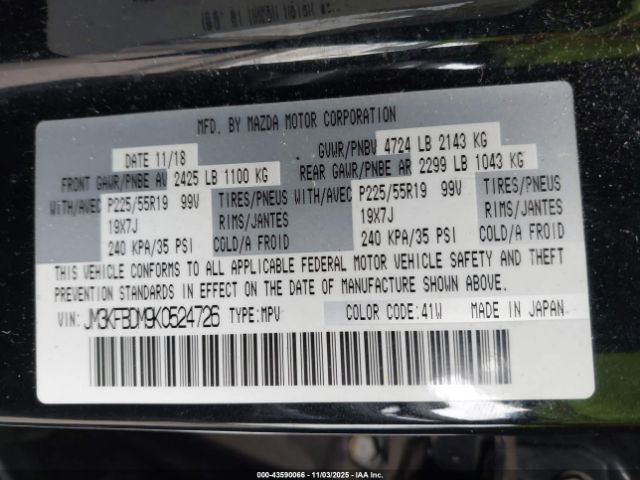 MFD. BY MAZDA MOTOR CORPORATION
DATE 11/18 GVWR/PNBV 4724 LB 2143 KG
FRONT GAWR/PNBE AV 2425 LB 1100 KG REAR GAWR/PNBE AR 2299 LB 1043 KG
WITH/AVEC P225/55R19 99V TIRES/PNEUS WITH/AVEC P225/55R19 99V TIRES/PNEUS
19X7J RIMS/JANTES 19X7J RIMS/JANTES
240 KPA/35 PSI COLD/A FROID 240 KPA/35 PSI COLD/A FROID
THIS VEHICLE CONFORMS TO ALL APPLICABLE FEDERAL MOTOR VEHICLE SAFETY AND THEFT
PREVENTION STANDARDS IN EFFECT ON THE DATE OF MANUFACTURE SHOWN ABOVE.
VIN: JM3KFBDM9K0524726 TYPE:MPV COLOR CODE:41W MADE IN JAPAN
000-43590066 - 11/03/2025 - IAAI.COM